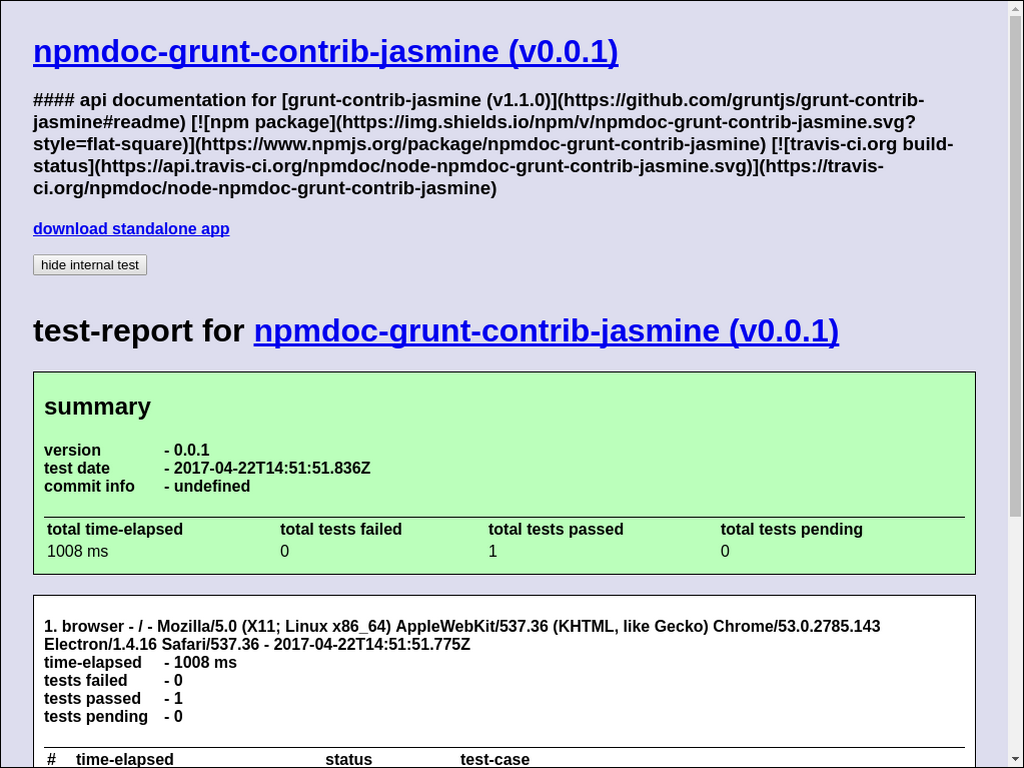 npmdoc-grunt-contrib-jasmine (v0.0.1)
#### api documentation for [grunt-contrib-jasmine (v1.1.0)](https://github.com/gruntjs/grunt-contrib-
jasmine#readme) [![npm package](https://img.shields.io/npm/v/npmdoc-grunt-contrib-jasmine.svg?
style=flat-square)](https://www.npmjs.org/package/npmdoc-grunt-contrib-jasmine) [![travis-ci.org build-
status](https://api.travis-ci.org/npmdoc/node-npmdoc-grunt-contrib-jasmine.svg)](https://travis-
ci.org/npmdoc/node-npmdoc-grunt-contrib-jasmine)
download standalone app
hide internal test
test-report for npmdoc-grunt-contrib-jasmine (v0.0.1)
summary
version - 0.0.1
test date - 2017-04-22T14:51:51.836Z
commit info - undefined
total time-elapsed total tests failed total tests passed total tests pending
1008 ms 0 1 0
1. browser - / - Mozilla/5.0 (X11; Linux x86_64) AppleWebKit/537.36 (KHTML, like Gecko) Chrome/53.0.2785.143
Electron/1.4.16 Safari/537.36 - 2017-04-22T14:51:51.775Z
time-elapsed - 1008 ms
tests failed - 0
tests passed - 1
tests pending - 0
# time-elapsed status test-case